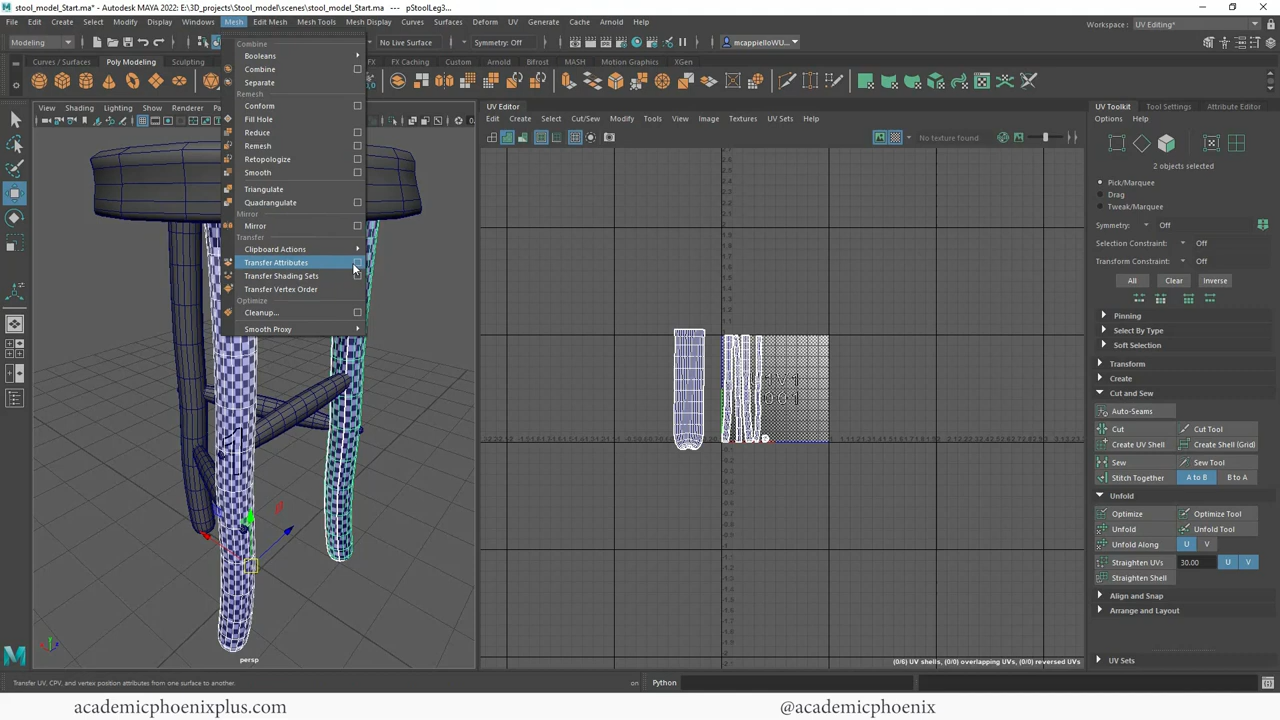 stool_model_Start.ma* - Autodesk MAYA 2022: E:\3D_projects\Stool_model\scenes\stool_model_Start.ma --- pStoolLeg3...
File Edit Create Select Modify Display Windows Mesh Edit Mesh Mesh Tools Mesh Display Curves Surfaces Deform UV Generate Cache Arnold Help
Workspace : UV Editing*
Modeling
No Live Surface
Symmetry: Off
mcappielloWU...
Curves / Surfaces Poly Modeling Sculpting FX FX Caching Custom Arnold Bifrost MASH Motion Graphics XGen
Combine
Booleans
Combine
Separate
Remesh
Conform
Fill Hole
Reduce
Remesh
Retopologize
Smooth
Triangulate
Quadrangulate
Mirror
Mirror
Transfer
Clipboard Actions
Transfer Attributes
Transfer Shading Sets
Transfer Vertex Order
Optimize
Cleanup...
Smooth Proxy
View Shading Lighting Show Renderer
persp
UV Editor
File Create Select Cut/Sew Modify Tools View Image Textures UV Sets Help
No texture found
(0/6) UV shells, (0/0) overlapping UVs, (0/0) reversed UVs
UV Toolkit Tool Settings Attribute Editor
Options Help
2 objects selected
Pick/Marquee
Drag
Tweak/Marquee
Symmetry: Off
Selection Constraint: Off
Transfer Constraint: Off
All Clear Inverse
Pinning
Select By Type
Soft Selection
Transform
Create
Cut and Sew
Auto-Seams
Cut Cut Tool
Create UV Shell Create Shell (Grid)
Sew Sew Tool
Stitch Together A to B B to A
Unfold
Optimize Optimize Tool
Unfold Unfold Tool
Unfold Along U V
Straighten UVs 30.00 U V
Straighten Shell
Align and Snap
Arrange and Layout
UV Sets
Transfer UV, CPV, and vertex position attributes from one surface to another.
on
Python
academicphoenixplus.com
@academicphoenix